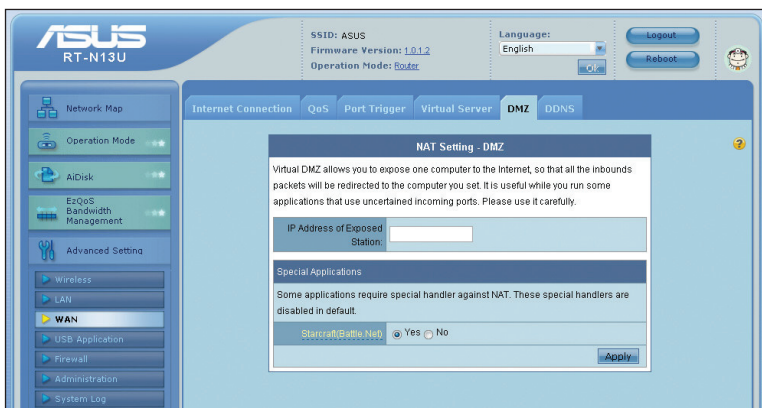 ASUS
RT-N13U
SSID: ASUS
Firmware Version: 1.0.1.2
Operation Mode: Router
Language:
English
Ok
Logout
Reboot
Network Map
Operation Mode
AiDisk
EzQoS
Bandwidth
Management
Advanced Setting
Wireless
LAN
WAN
USB Application
Firewall
Administration
System Log
Internet Connection QoS Port Trigger Virtual Server DMZ DDNS
NAT Setting - DMZ
Virtual DMZ allows you to expose one computer to the Internet, so that all the inbounds
packets will be redirected to the computer you set. It is useful while you run some
applications that use uncertained incoming ports. Please use it carefully.
IP Address of Exposed
Station:
Special Applications
Some applications require special handler against NAT. These special handlers are
disabled in default.
Starcraft(Battle.Net) Yes No
Apply
?